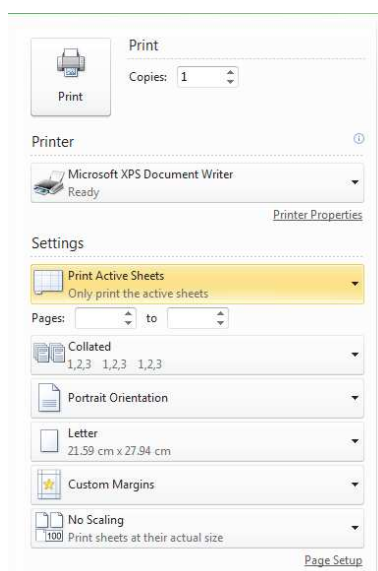 Print
Copies: 1
Print
Printer
Microsoft XPS Document Writer
Ready
Printer Properties
Settings
Print Active Sheets
Only print the active sheets
Pages: to
Collated
1,2,3 1,2,3 1,2,3
Portrait Orientation
Letter
21.59 cm x 27.94 cm
Custom Margins
No Scaling
100 Print sheets at their actual size
Page Setup